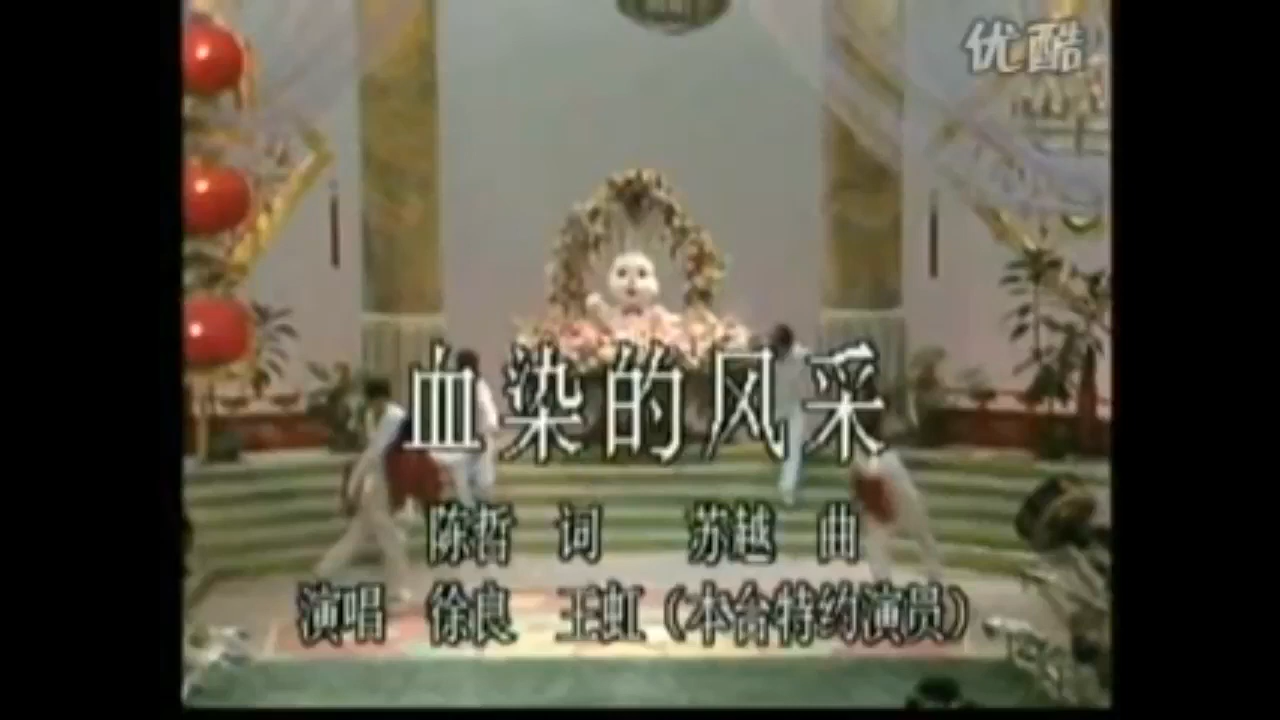 优酷
血染的风采
陈哲 词 苏越 曲
演唱 徐良 王虹（本台特约演员）